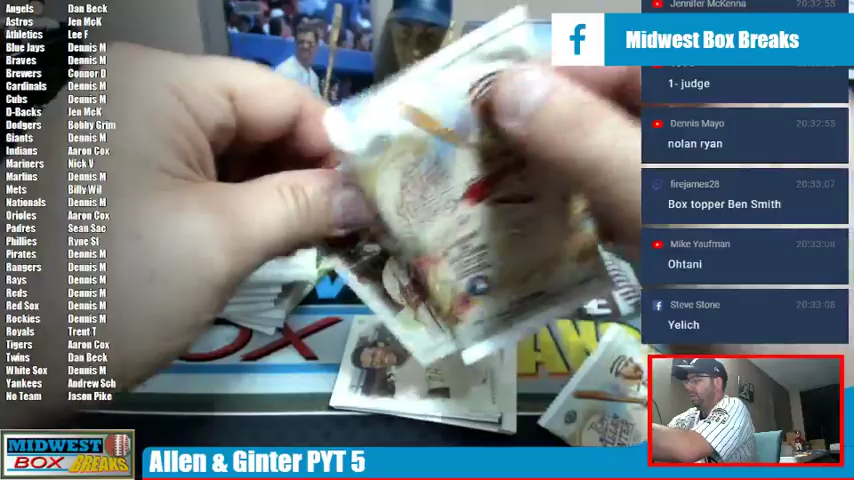 Angels Dan Beck
Astros Jen McK
Athletics Lee F
Blue Jays Dennis M
Braves Dennis M
Brewers Connor D
Cardinals Dennis M
Cubs Dennis M
D-Backs Jen McK
Dodgers Bobby Grim
Giants Dennis M
Indians Aaron Cox
Mariners Nick V
Marlins Dennis M
Mets Billy Wil
Nationals Dennis M
Orioles Aaron Cox
Padres Sean Sac
Phillies Ryne St
Pirates Dennis M
Rangers Dennis M
Rays Dennis M
Reds Dennis M
Red Sox Dennis M
Rockies Dennis M
Royals Trent T
Tigers Aaron Cox
Twins Dan Beck
White Sox Dennis M
Yankees Andrew Sch
No Team Jason Pike
MIDWEST
BOX BREAKS
Allen & Ginter PYT 5
f Midwest Box Breaks
Jennifer McKenna 20:32:55
1- judge
Dennis Mayo 20:32:55
nolan ryan
firejames28 20:33:07
Box topper Ben Smith
Mike Yaufman 20:33:08
Ohtani
Steve Stone 20:33:08
Yelich
OX